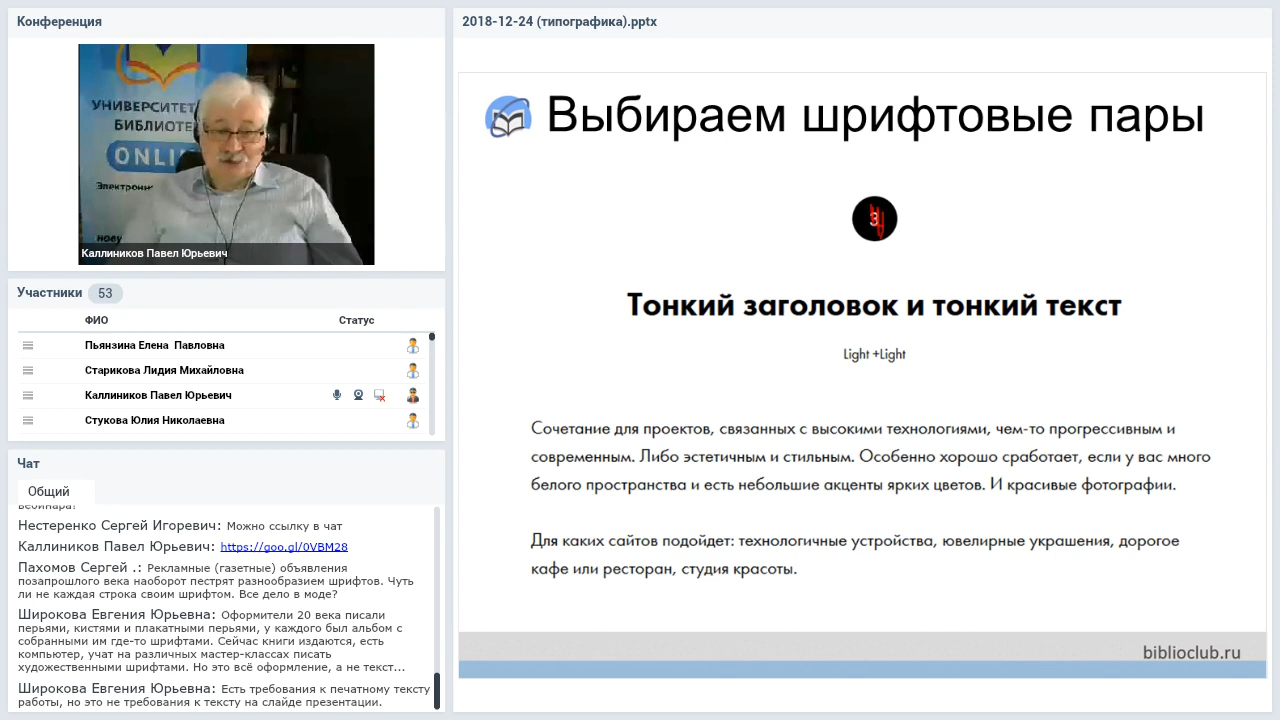 Конференция
УНИВЕРСИТЕТ
БИБЛИОТЕ
ONLI
Электронн
нову
Каллиников Павел Юрьевич
Участники 53
ФИО Статус
Пьянзина Елена Павловна
Старикова Лидия Михайловна
Каллиников Павел Юрьевич
Стукова Юлия Николаевна
Чат
Общий
вебинара?
Нестеренко Сергей Игоревич: Можно ссылку в чат
Каллиников Павел Юрьевич: https://goo.gl/0VBM28
Пахомов Сергей .: Рекламные (газетные) объявления
позапрошлого века наоборот пестрят разнообразием шрифтов. Чуть
ли не каждая строка своим шрифтом. Все дело в моде?
Широкова Евгения Юрьевна: Оформители 20 века писали
перьями, кистями и плакатными перьями, у каждого был альбом с
собранными им где-то шрифтами. Сейчас книги издаются, есть
компьютер, учат на различных мастер-классах писать
художественными шрифтами. Но это всё оформление, а не текст...
Широкова Евгения Юрьевна: Есть требования к печатному тексту
работы, но это не требования к тексту на слайде презентации.
2018-12-24 (типографика).pptx
Выбираем шрифтовые пары
3
Тонкий заголовок и тонкий текст
Light +Light
Сочетание для проектов, связанных с высокими технологиями, чем-то прогрессивным и
современным. Либо эстетичным и стильным. Особенно хорошо сработает, если у вас много
белого пространства и есть небольшие акценты ярких цветов. И красивые фотографии.
Для каких сайтов подойдет: технологичные устройства, ювелирные украшения, дорогое
кафе или ресторан, студия красоты.
biblioclub.ru